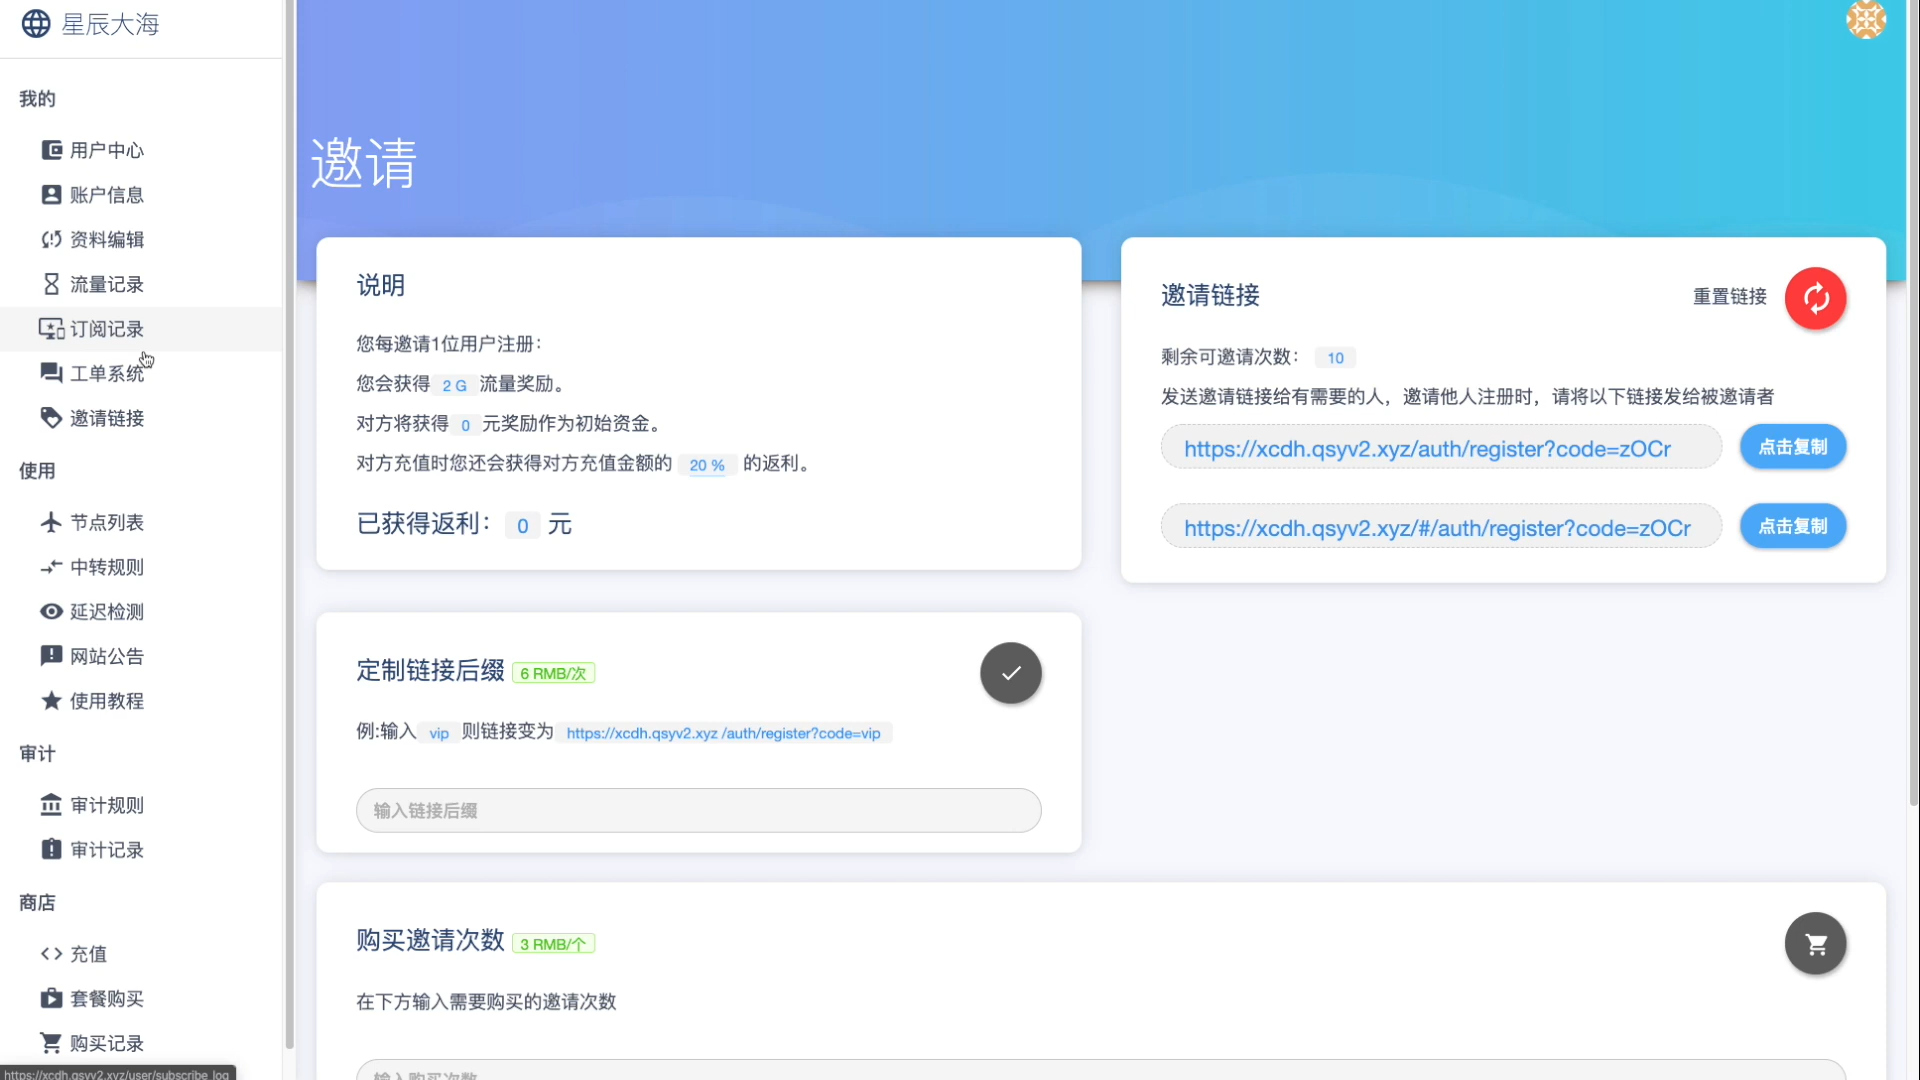 星辰大海
我的
用户中心
账户信息
资料编辑
流量记录
订阅记录
工单系统
邀请链接
使用
节点列表
中转规则
延迟检测
网站公告
使用教程
审计
审计规则
审计记录
商店
充值
套餐购买
购买记录
https://xcdh.qsyv2.xyz/user/subscribe_log
邀请
说明
您每邀请1位用户注册：
您会获得 2 G 流量奖励。
对方将获得 0 元奖励作为初始资金。
对方充值时您还会获得对方充值金额的 20 % 的返利。
已获得返利： 0 元
邀请链接
重置链接
剩余可邀请次数： 10
发送邀请链接给有需要的人，邀请他人注册时，请将以下链接发给被邀请者
https://xcdh.qsyv2.xyz/auth/register?code=zOCr 点击复制
https://xcdh.qsyv2.xyz/#/auth/register?code=zOCr 点击复制
定制链接后缀 6 RMB/次
例:输入 vip 则链接变为 https://xcdh.qsyv2.xyz /auth/register?code=vip
输入链接后缀
购买邀请次数 3 RMB/个
在下方输入需要购买的邀请次数
输入购买次数